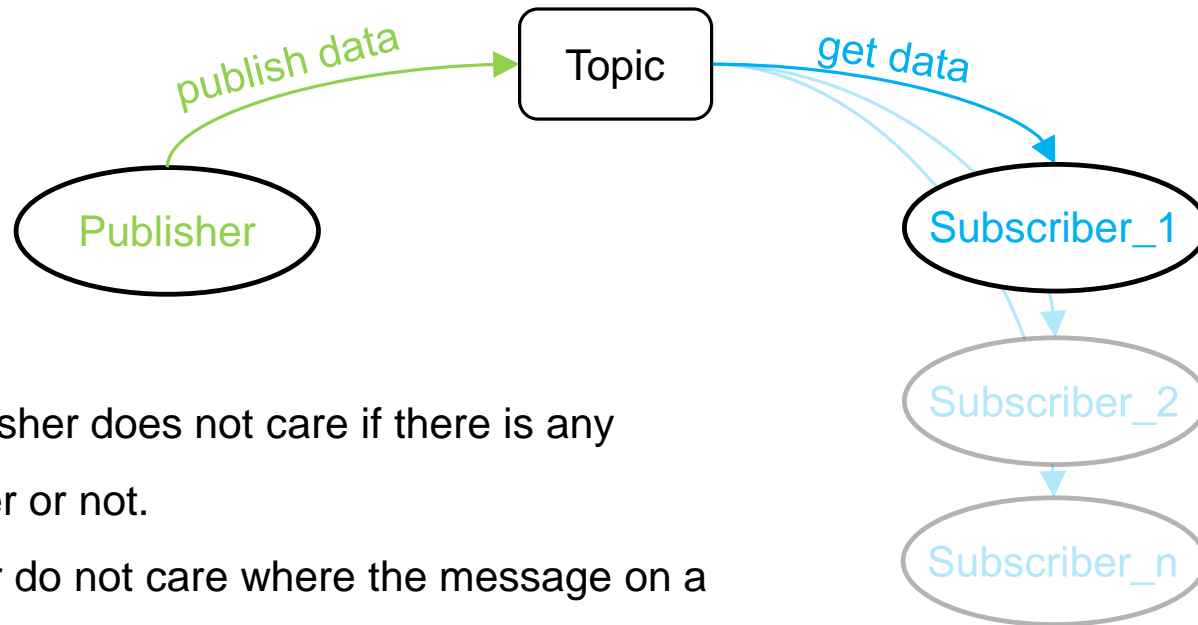 publish data
Topic
get data
Publisher
Subscriber_1
Subscriber_2
Subscriber_n
sher does not care if there is any
er or not.
r do not care where the message on a